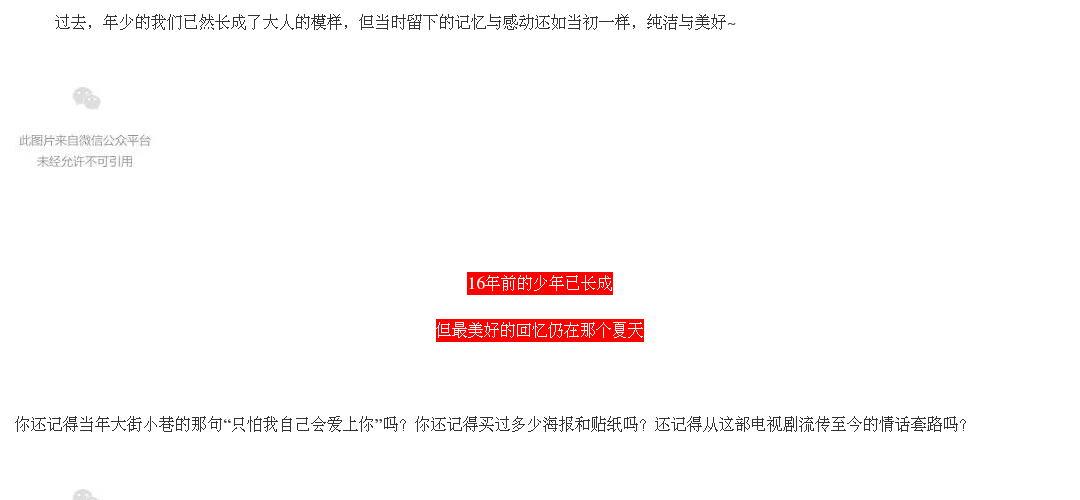 过去，年少的我们已然长成了大人的模样，但当时留下的记忆与感动还如当初一样，纯洁与美好~
此图片来自微信公众平台
未经允许不可引用
16年前的少年已长成
但最美好的回忆仍在那个夏天
你还记得当年大街小巷的那句“只怕我自己会爱上你”吗？你还记得买过多少海报和贴纸吗？还记得从这部电视剧流传至今的情话套路吗？